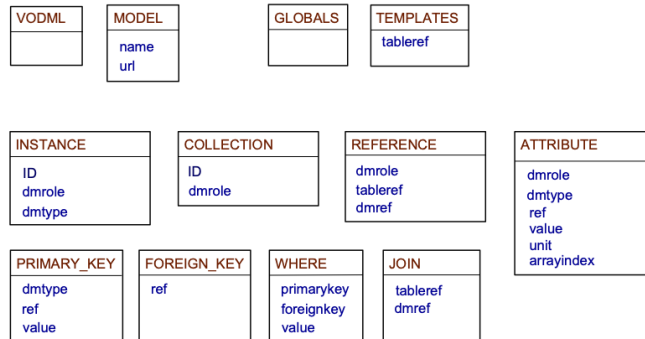 VODML
MODEL
name
url
GLOBALS
TEMPLATES
tableref
INSTANCE
ID
dmrole
dmtype
COLLECTION
ID
dmrole
REFERENCE
dmrole
tableref
dmref
ATTRIBUTE
dmrole
dmtype
ref
value
unit
arrayindex
PRIMARY_KEY
dmtype
ref
value
FOREIGN_KEY
ref
WHERE
primarykey
foreignkey
value
JOIN
tableref
dmref